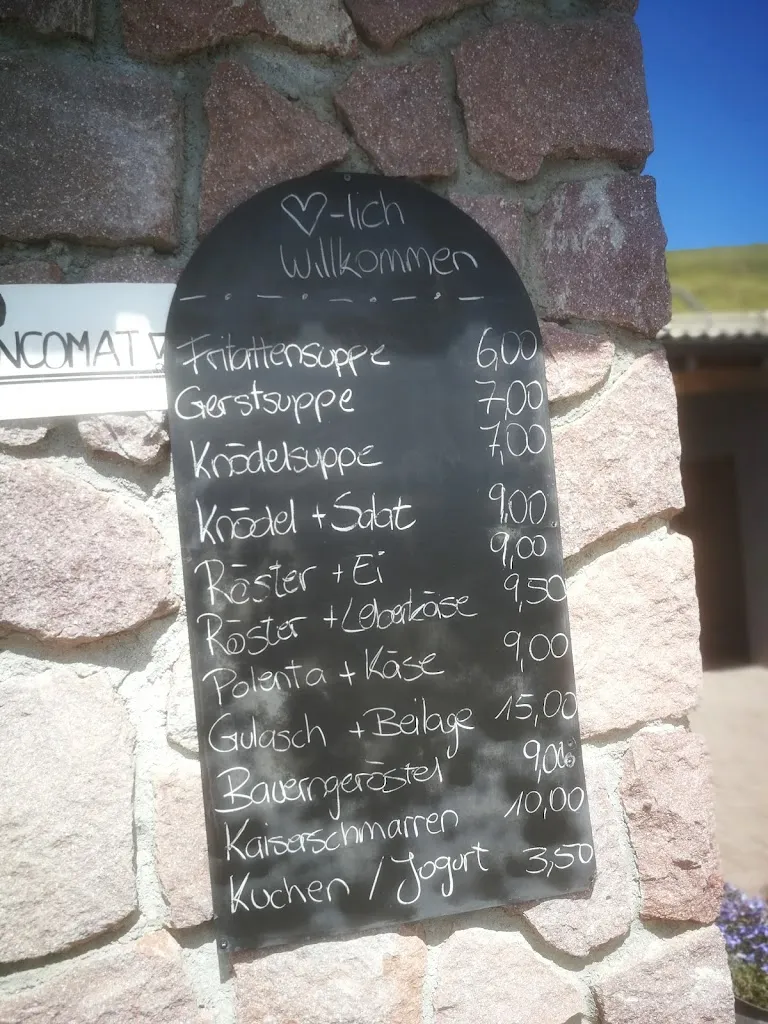 ♡-lich
Willkommen
NCOMAT
Fritattensuppe 6,00
Gerstsuppe 7,00
Knödelsuppe 7,00
Knödel + Salat 9,00
Röster + Ei 9,00
Röster + Leberkäse 9,50
Polenta + Käse 9,00
Gulasch + Beilage 15,00
Bauerngeröstel 9,00
Kaiserschmarren 10,00
Kuchen / Jogurt 3,50